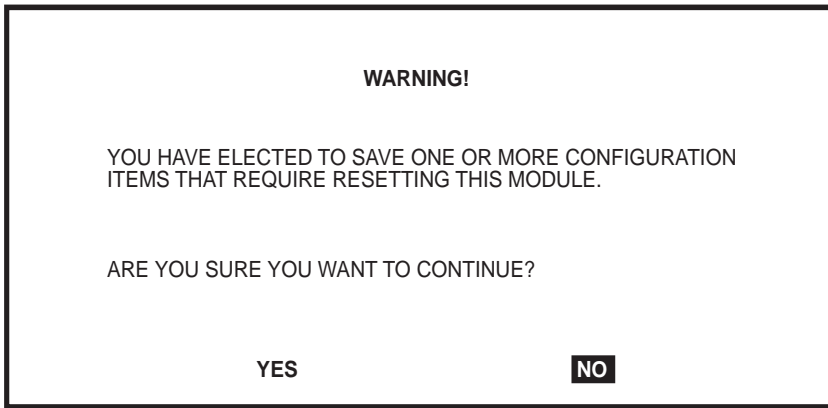 WARNING!
YOU HAVE ELECTED TO SAVE ONE OR MORE CONFIGURATION
ITEMS THAT REQUIRE RESETTING THIS MODULE.
ARE YOU SURE YOU WANT TO CONTINUE?
YES NO